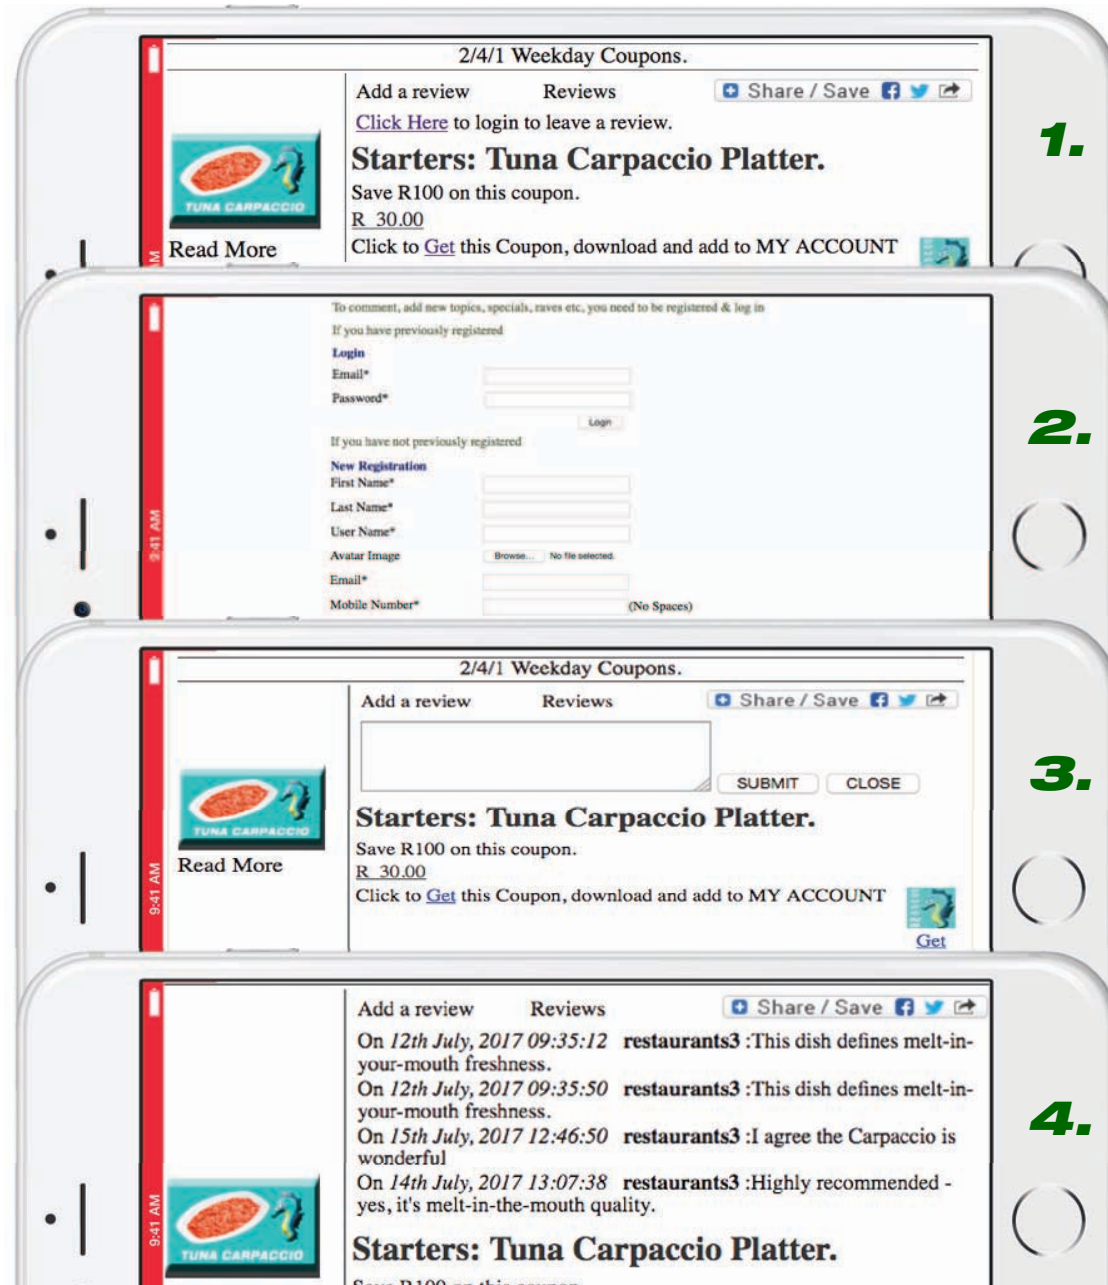 2/4/1 Weekday Coupons.
Add a review Reviews Share / Save
Click Here to login to leave a review.
Starters: Tuna Carpaccio Platter.
Save R100 on this coupon.
R 30.00
Click to Get this Coupon, download and add to MY ACCOUNT
TUNA CARPACCIO
Read More
AM
1.
To comment, add new topics, specials, raves etc, you need to be registered & log in
If you have previously registered
Login
Email*
Password*
Login
If you have not previously registered
New Registration
First Name*
Last Name*
User Name*
Avatar Image Browse... No file selected.
Email*
Mobile Number* (No Spaces)
9:41 AM
2.
2/4/1 Weekday Coupons.
Add a review Reviews Share / Save
SUBMIT CLOSE
Starters: Tuna Carpaccio Platter.
Save R100 on this coupon.
R 30.00
Click to Get this Coupon, download and add to MY ACCOUNT
Get
TUNA CARPACCIO
Read More
9:41 AM
3.
Add a review Reviews Share / Save
On 12th July, 2017 09:35:12 restaurants3 :This dish defines melt-in-
your-mouth freshness.
On 12th July, 2017 09:35:50 restaurants3 :This dish defines melt-in-
your-mouth freshness.
On 15th July, 2017 12:46:50 restaurants3 :I agree the Carpaccio is
wonderful
On 14th July, 2017 13:07:38 restaurants3 :Highly recommended -
yes, it's melt-in-the-mouth quality.
Starters: Tuna Carpaccio Platter.
Save R100 on this coupon.
TUNA CARPACCIO
9:41 AM
4.